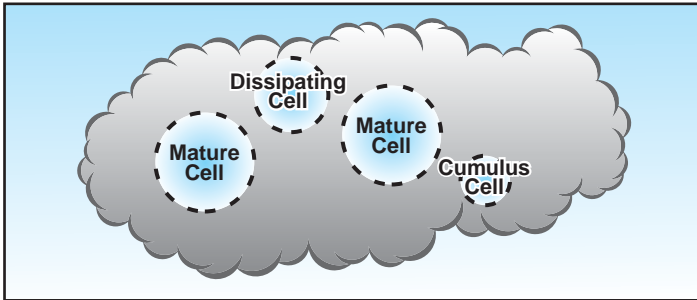 Dissipating
Cell
Mature
Cell
Mature
Cell
Cumulus
Cell